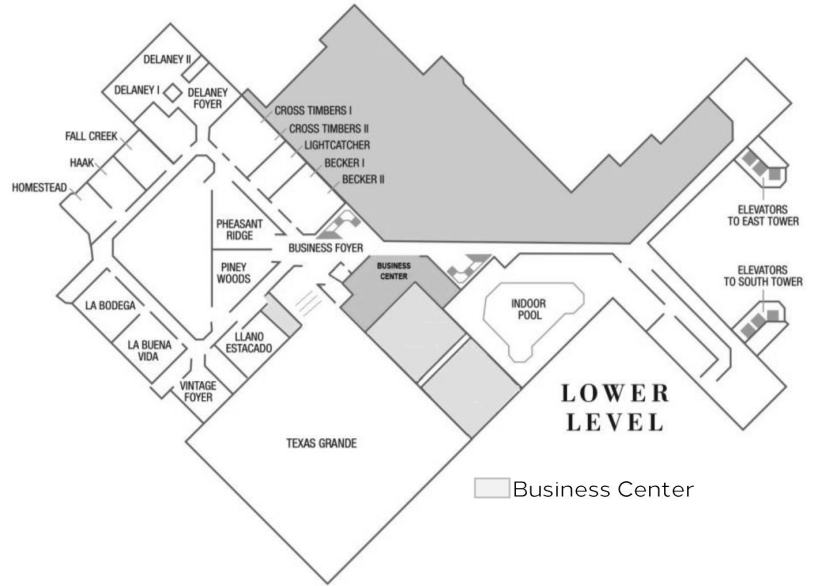 DELANEY II
DELANEY I
DELANEY
FOYER
CROSS TIMBERS I
CROSS TIMBERS II
LIGHTCATCHER
BECKER I
BECKER II
FALL CREEK
HAAK
HOMESTEAD
PHEASANT
RIDGE
BUSINESS FOYER
PINEY
WOODS
BUSINESS
CENTER
ELEVATORS
TO EAST TOWER
ELEVATORS
TO SOUTH TOWER
INDOOR
POOL
LA BODEGA
LA BUENA
VIDA
LLANO
ESTACADO
VINTAGE
FOYER
TEXAS GRANDE
LOWER
LEVEL
Business Center